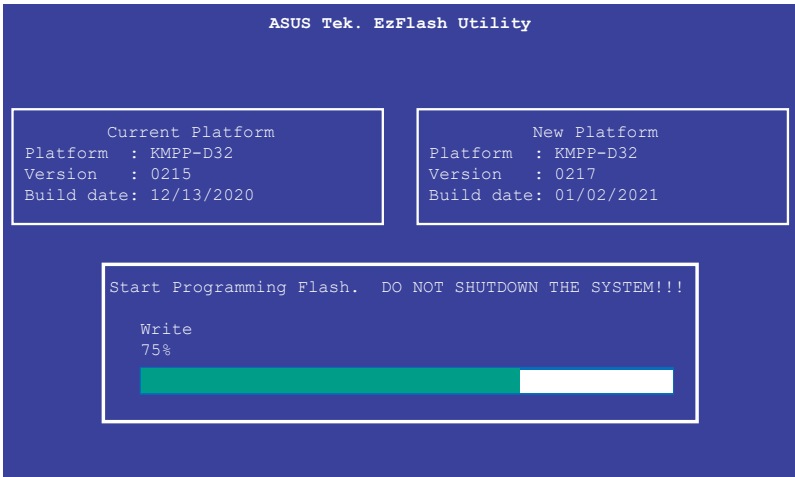 ASUS Tek. EzFlash Utility
Current Platform
Platform : KMPP-D32
Version : 0215
Build date: 12/13/2020
New Platform
Platform : KMPP-D32
Version : 0217
Build date: 01/02/2021
Start Programming Flash. DO NOT SHUTDOWN THE SYSTEM!!!
Write
75%